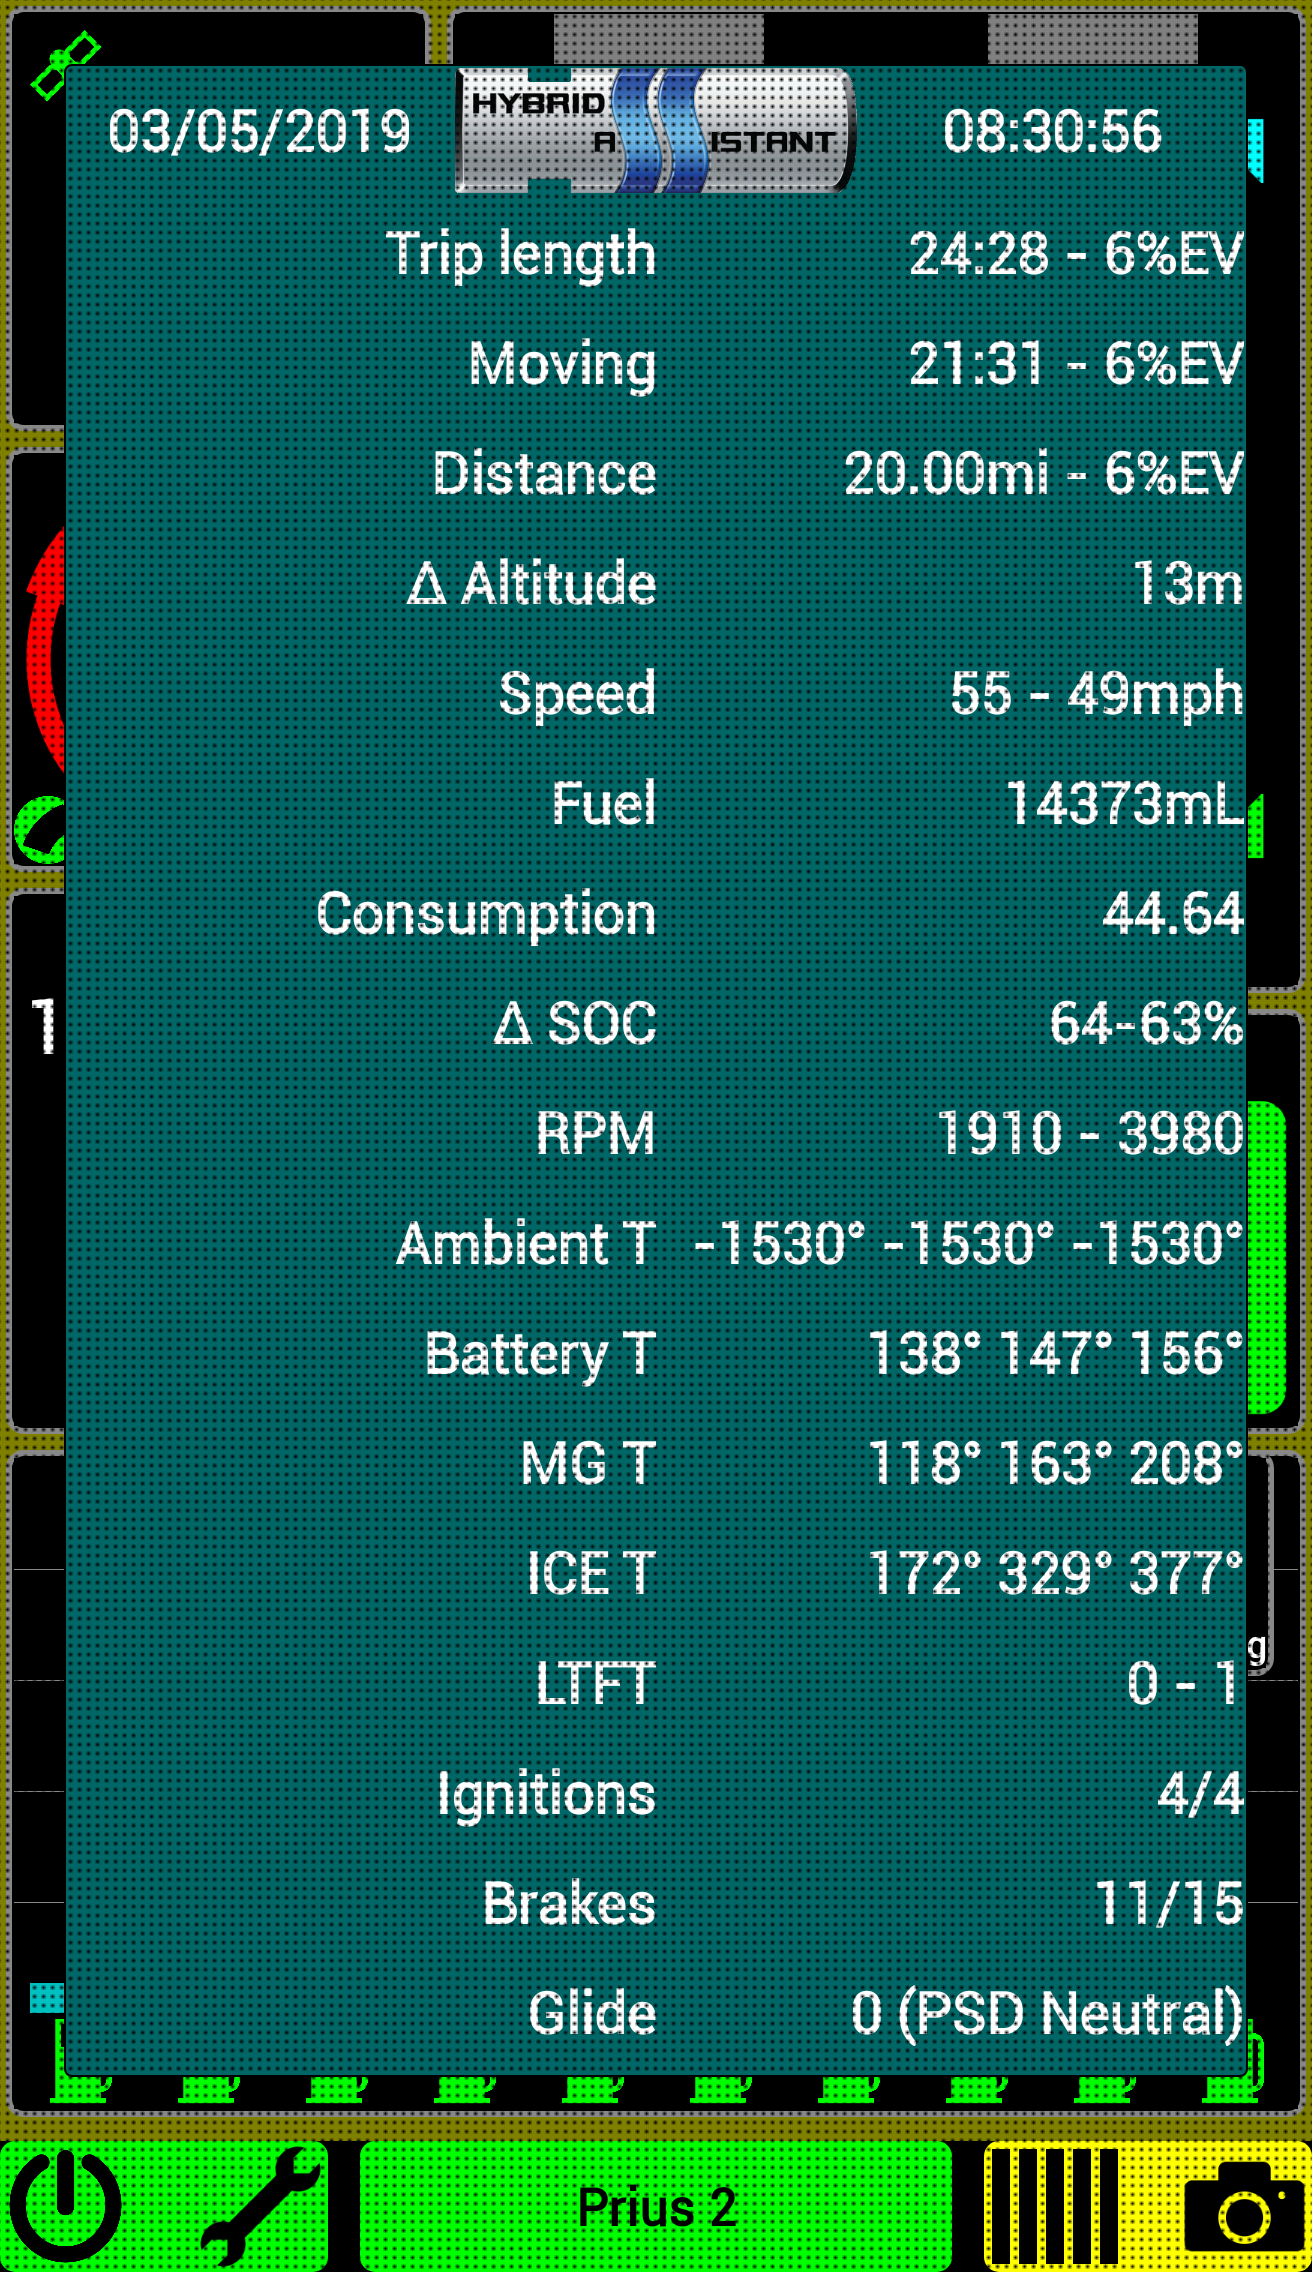 03/05/2019 HYBRID ASSISTANT 08:30:56
Trip length 24:28 - 6%EV
Moving 21:31 - 6%EV
Distance 20.00mi - 6%EV
Δ Altitude 13m
Speed 55 - 49mph
Fuel 14373mL
Consumption 44.64
Δ SOC 64-63%
1
RPM 1910 - 3980
Ambient T -1530° -1530° -1530°
Battery T 138° 147° 156°
MG T 118° 163° 208°
ICE T 172° 329° 377°
g
LTFT 0 - 1
Ignitions 4/4
Brakes 11/15
Glide 0 (PSD Neutral)
Prius 2